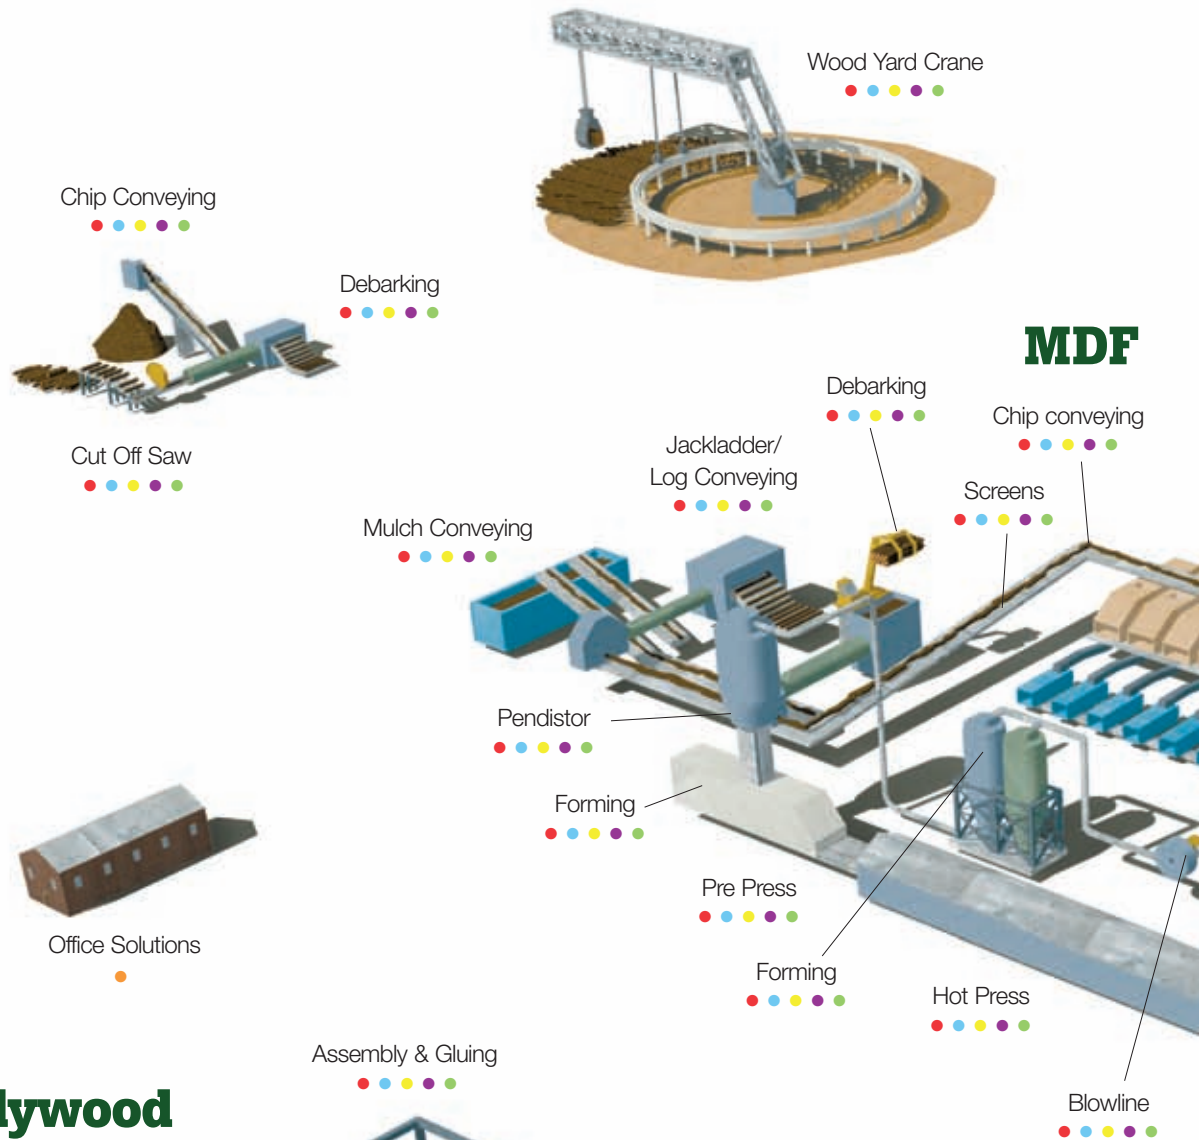 Wood Yard Crane
Chip Conveying
Debarking
MDF
Debarking
Chip conveying
Jackladder/
Log Conveying
Cut Off Saw
Screens
Mulch Conveying
Pendistor
Forming
Pre Press
Office Solutions
Forming
Hot Press
Assembly & Gluing
lywood
Blowline